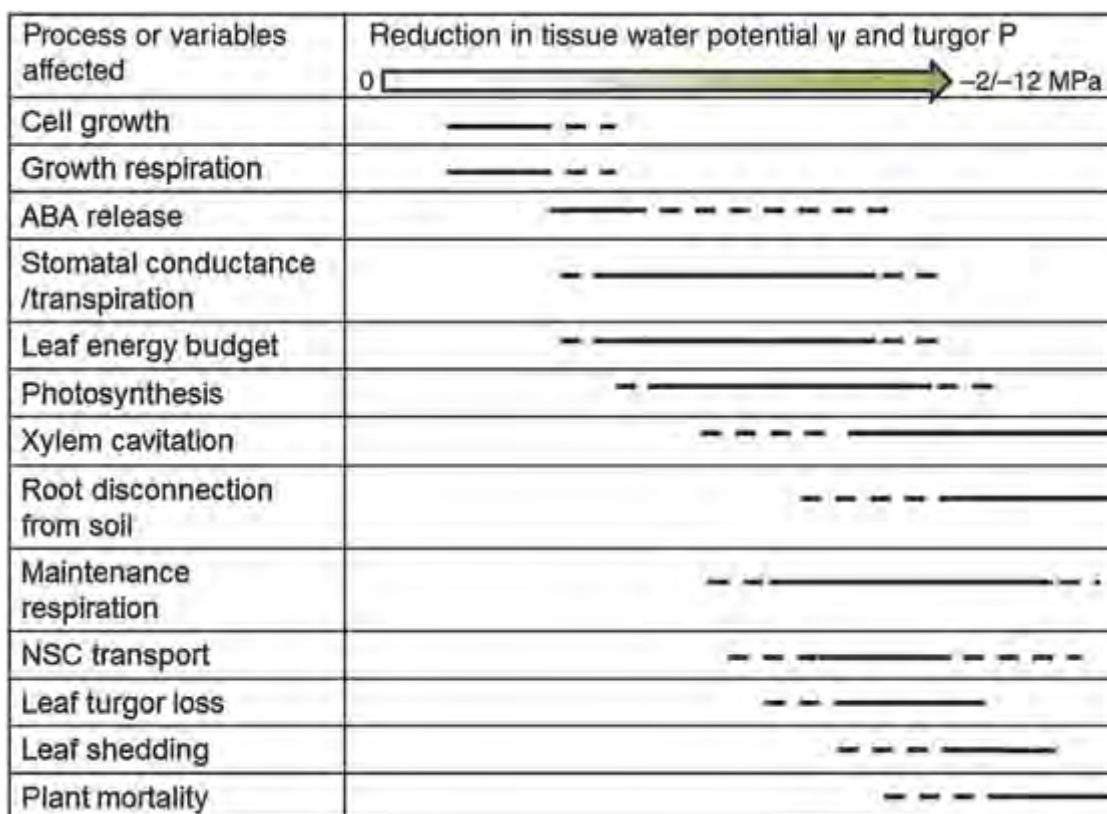 Process or variables
affected
Reduction in tissue water potential ψ and turgor P
0 –2/–12 MPa
Cell growth
Growth respiration
ABA release
Stomatal conductance
/transpiration
Leaf energy budget
Photosynthesis
Xylem cavitation
Root disconnection
from soil
Maintenance
respiration
NSC transport
Leaf turgor loss
Leaf shedding
Plant mortality